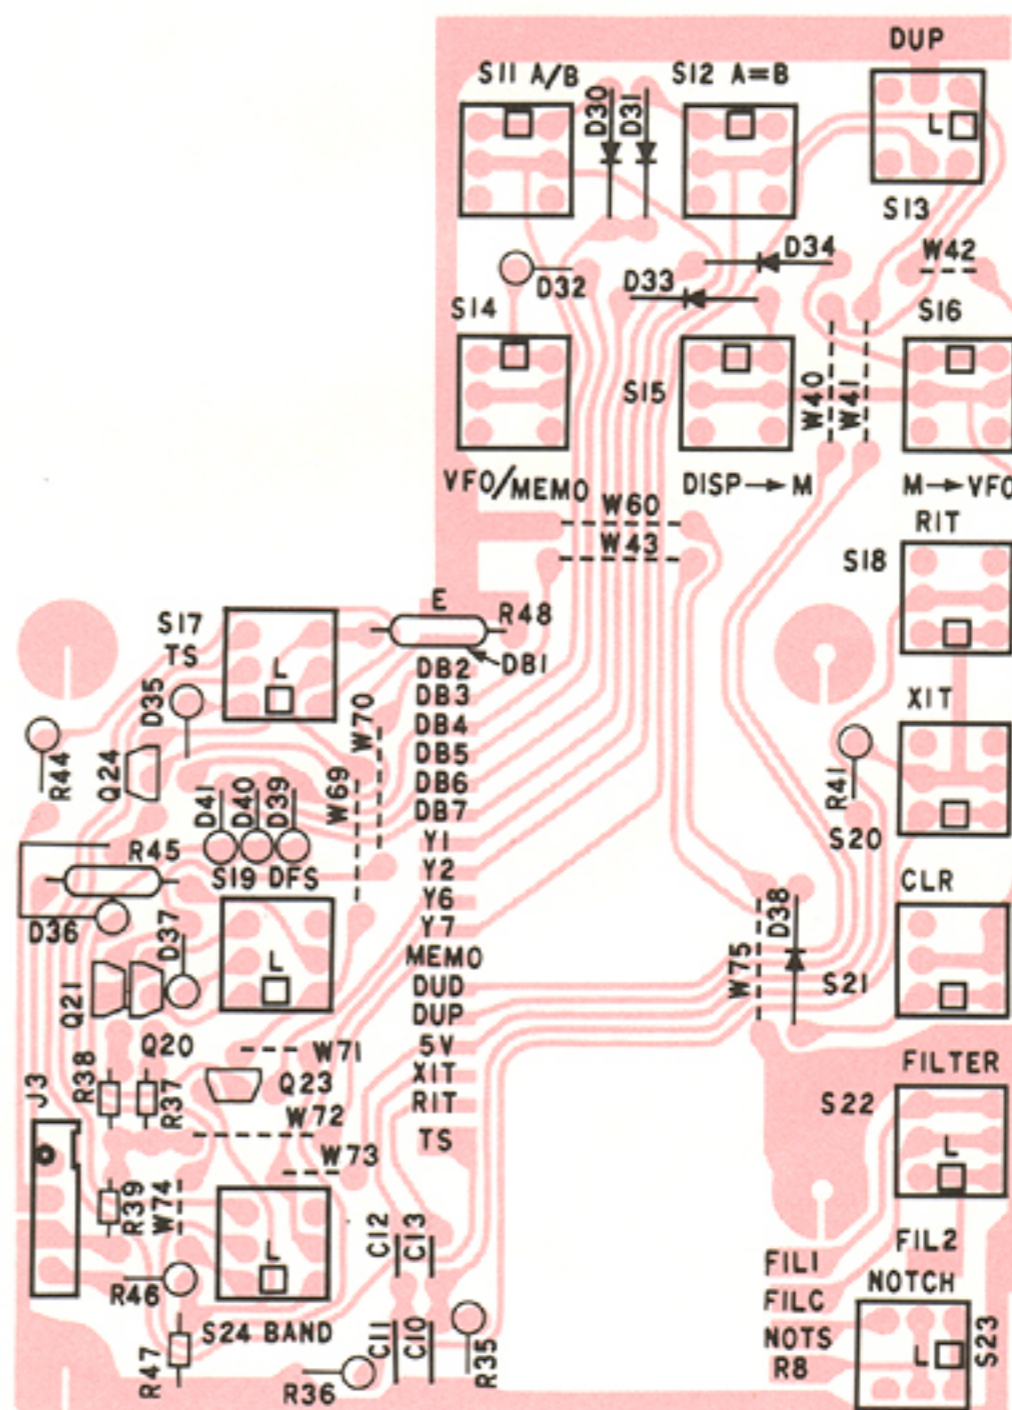 DUP
S11 A/B
D30
D31
S12 A=B
L
S13
D34
W42
D32
D33
S14
S16
S15
W40
W41
VFO/MEMO
DISP→M
M→VFO
W60
RIT
W43
S18
E
R48
S17
TS
DB1
L
DB2
DB3
XIT
D35
W70
DB4
R44
Q24
DB5
W69
DB6
R41
D41
D40
D39
DB7
Y1
S20
R45
S19 DFS
Y2
CLR
Y6
D36
D37
Y7
D38
MEMO
L
W75
Q21
DUD
S21
DUP
Q20
W71
5V
FILTER
J3
R38
R37
Q23
XIT
RIT
S22
W72
TS
L
W73
R39
W74
C12
C13
FIL2
L
FIL1
R46
NOTCH
FILC
S24 BAND
C11
C10
R35
NOTS
L
S23
R47
R36
R8